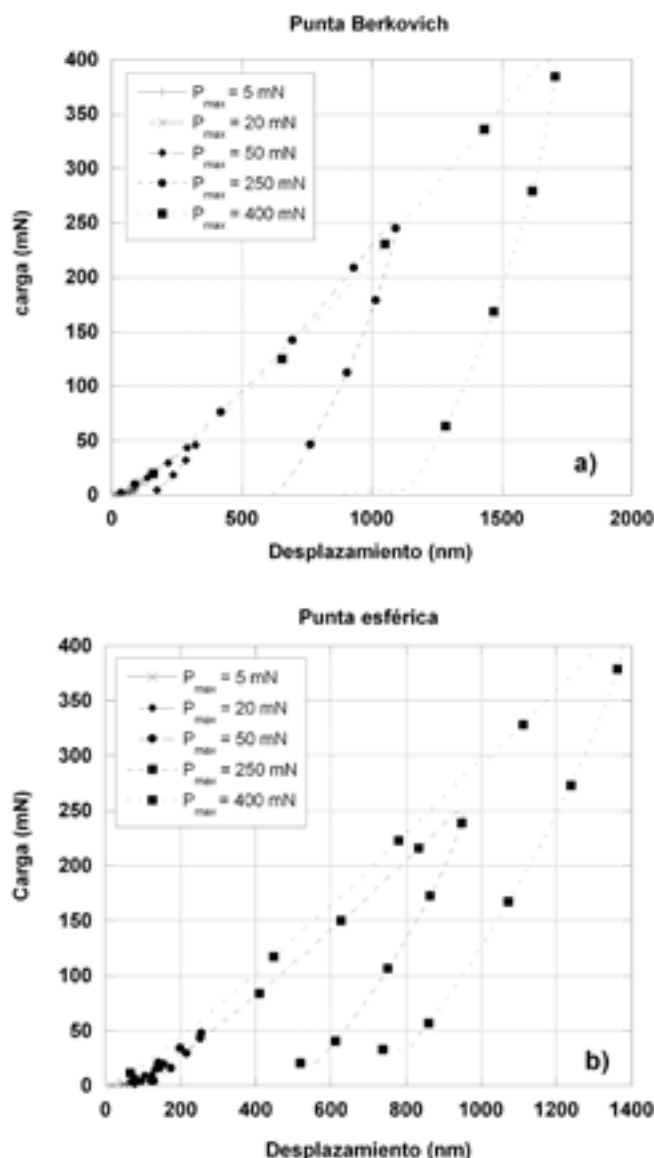 Punta Berkovich
400
350
300
250
200
150
100
50
0
carga (mN)
P max = 5 mN
P max = 20 mN
P max = 50 mN
P max = 250 mN
P max = 400 mN
a)
0 500 1000 1500 2000
Desplazamiento (nm)
Punta esférica
400
350
300
250
200
150
100
50
0
Carga (mN)
P max = 5 mN
P max = 20 mN
P max = 50 mN
P max = 250 mN
P max = 400 mN
b)
0 200 400 600 800 1000 1200 1400
Desplazamiento (nm)